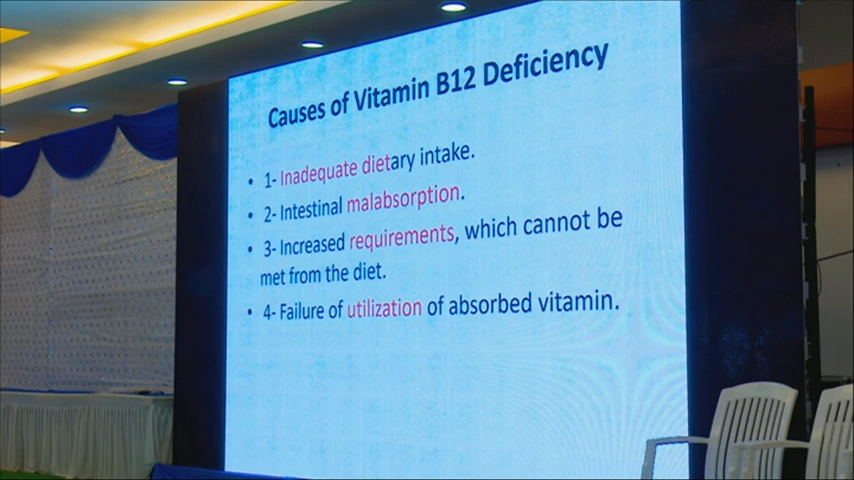 Causes of Vitamin B12 Deficiency
• 1- Inadequate dietary intake.
• 2- Intestinal malabsorption.
• 3- Increased requirements, which cannot be
met from the diet.
• 4- Failure of utilization of absorbed vitamin.